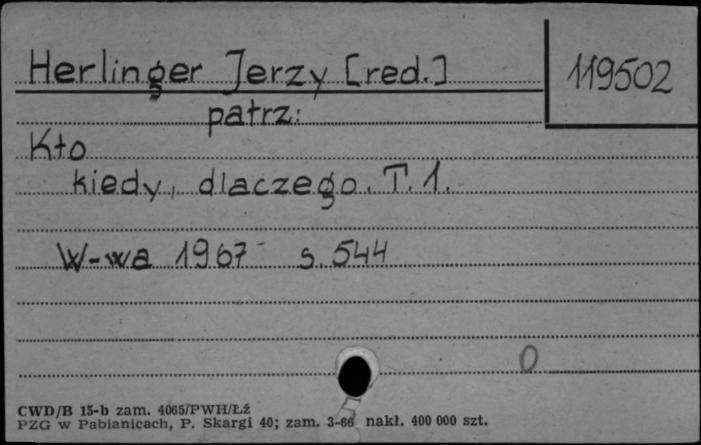 Herlinger Jerzy [red.]
119502
patrz:
Kto
kiedy, dlaczego. T. 1.
W-wa 1967 s. 544
0
CWD/B 15-b zam. 4065/PWH/Łź
PZG w Pabianicach, P. Skargi 40; zam. 3-66 nakł. 400 000 szt.